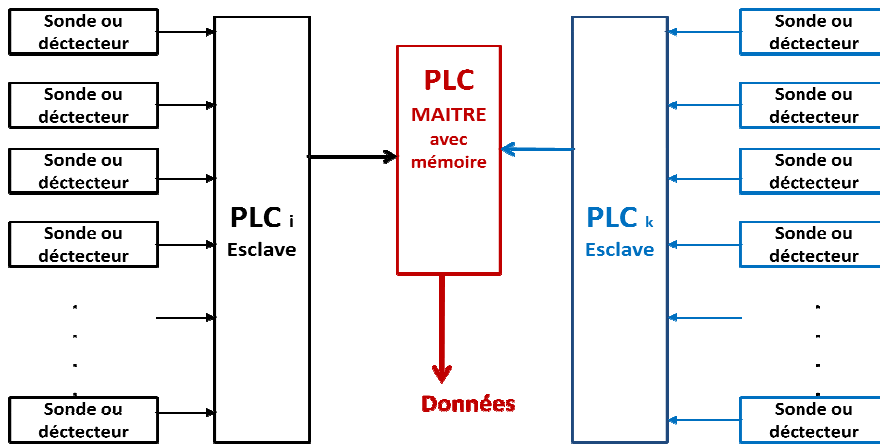 Sonde ou
déctecteur
Sonde ou
déctecteur
Sonde ou
déctecteur
Sonde ou
déctecteur
Sonde ou
déctecteur
PLC i
Esclave
PLC
MAITRE
avec
mémoire
Données
PLC k
Esclave
Sonde ou
déctecteur
Sonde ou
déctecteur
Sonde ou
déctecteur
Sonde ou
déctecteur
Sonde ou
déctecteur